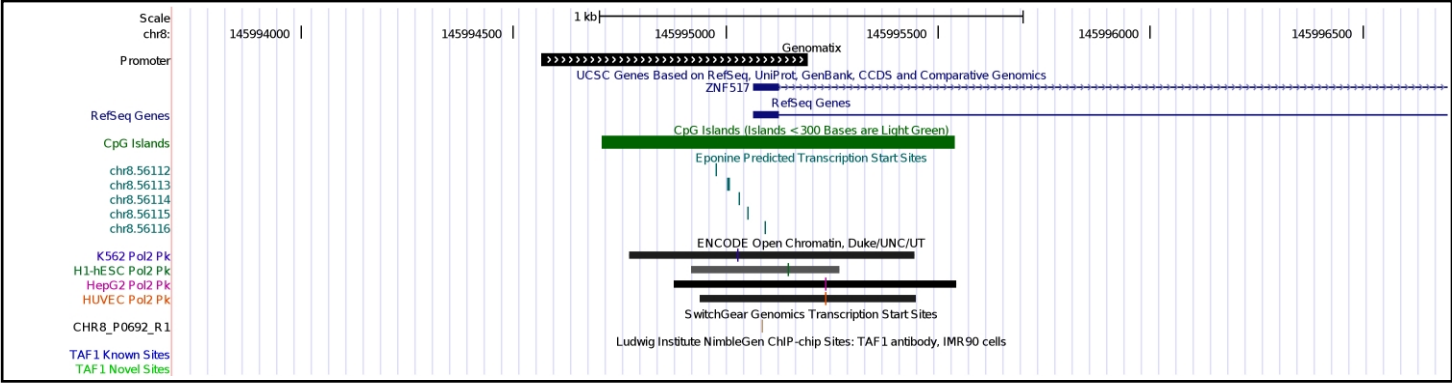 Scale 1 kb
chr8: 145994000 145994500 145995000 145995500 145996000 145996500
Genomatix
Promoter
UCSC Genes Based on RefSeq, UniProt, GenBank, CCDS and Comparative Genomics
ZNF517
RefSeq Genes
RefSeq Genes
CpG Islands (Islands < 300 Bases are Light Green)
CpG Islands
Eponine Predicted Transcription Start Sites
chr8.56112
chr8.56113
chr8.56114
chr8.56115
chr8.56116
ENCODE Open Chromatin, Duke/UNC/UT
K562 Pol2 Pk
H1-hESC Pol2 Pk
HepG2 Pol2 Pk
HUVEC Pol2 Pk
SwitchGear Genomics Transcription Start Sites
CHR8_P0692_R1
Ludwig Institute NimbleGen ChIP-chip Sites: TAF1 antibody, IMR90 cells
TAF1 Known Sites
TAF1 Novel Sites